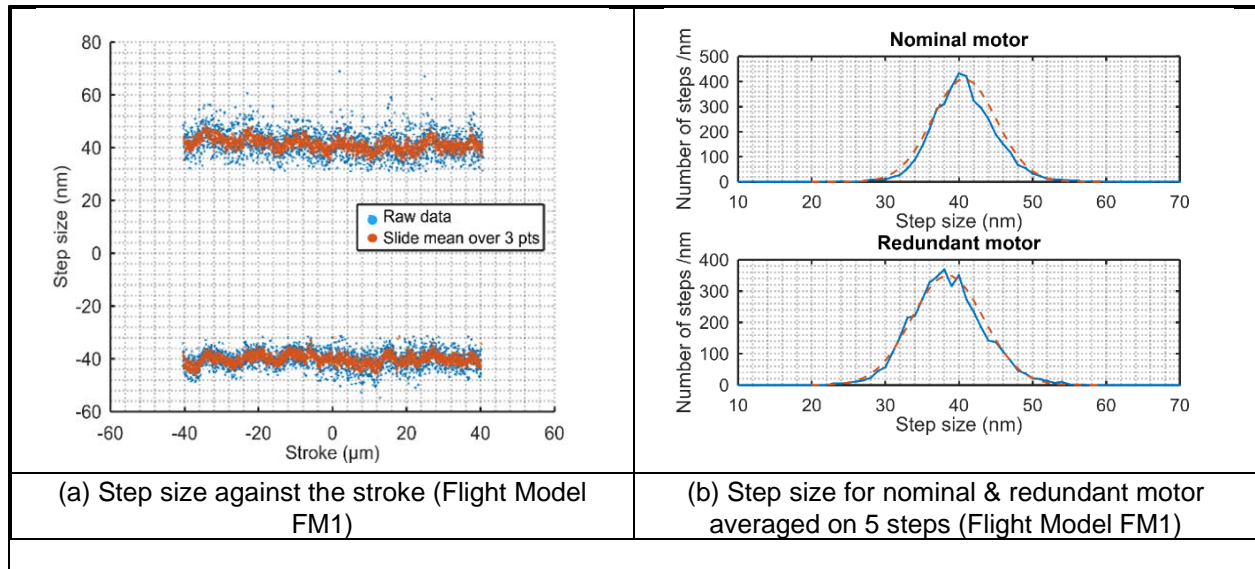 80
60
40
20
0
-20
-40
-60
-60
-40
-20
0
20
40
60
Step size (nm)
Stroke (µm)
Raw data
Slide mean over 3 pts
Nominal motor
500
400
300
200
100
0
10
20
30
40
50
60
70
Number of steps /nm
Step size (nm)
Redundant motor
400
300
200
100
0
10
20
30
40
50
60
70
Number of steps /nm
Step size (nm)
(a) Step size against the stroke (Flight Model
FM1)
(b) Step size for nominal & redundant motor
averaged on 5 steps (Flight Model FM1)